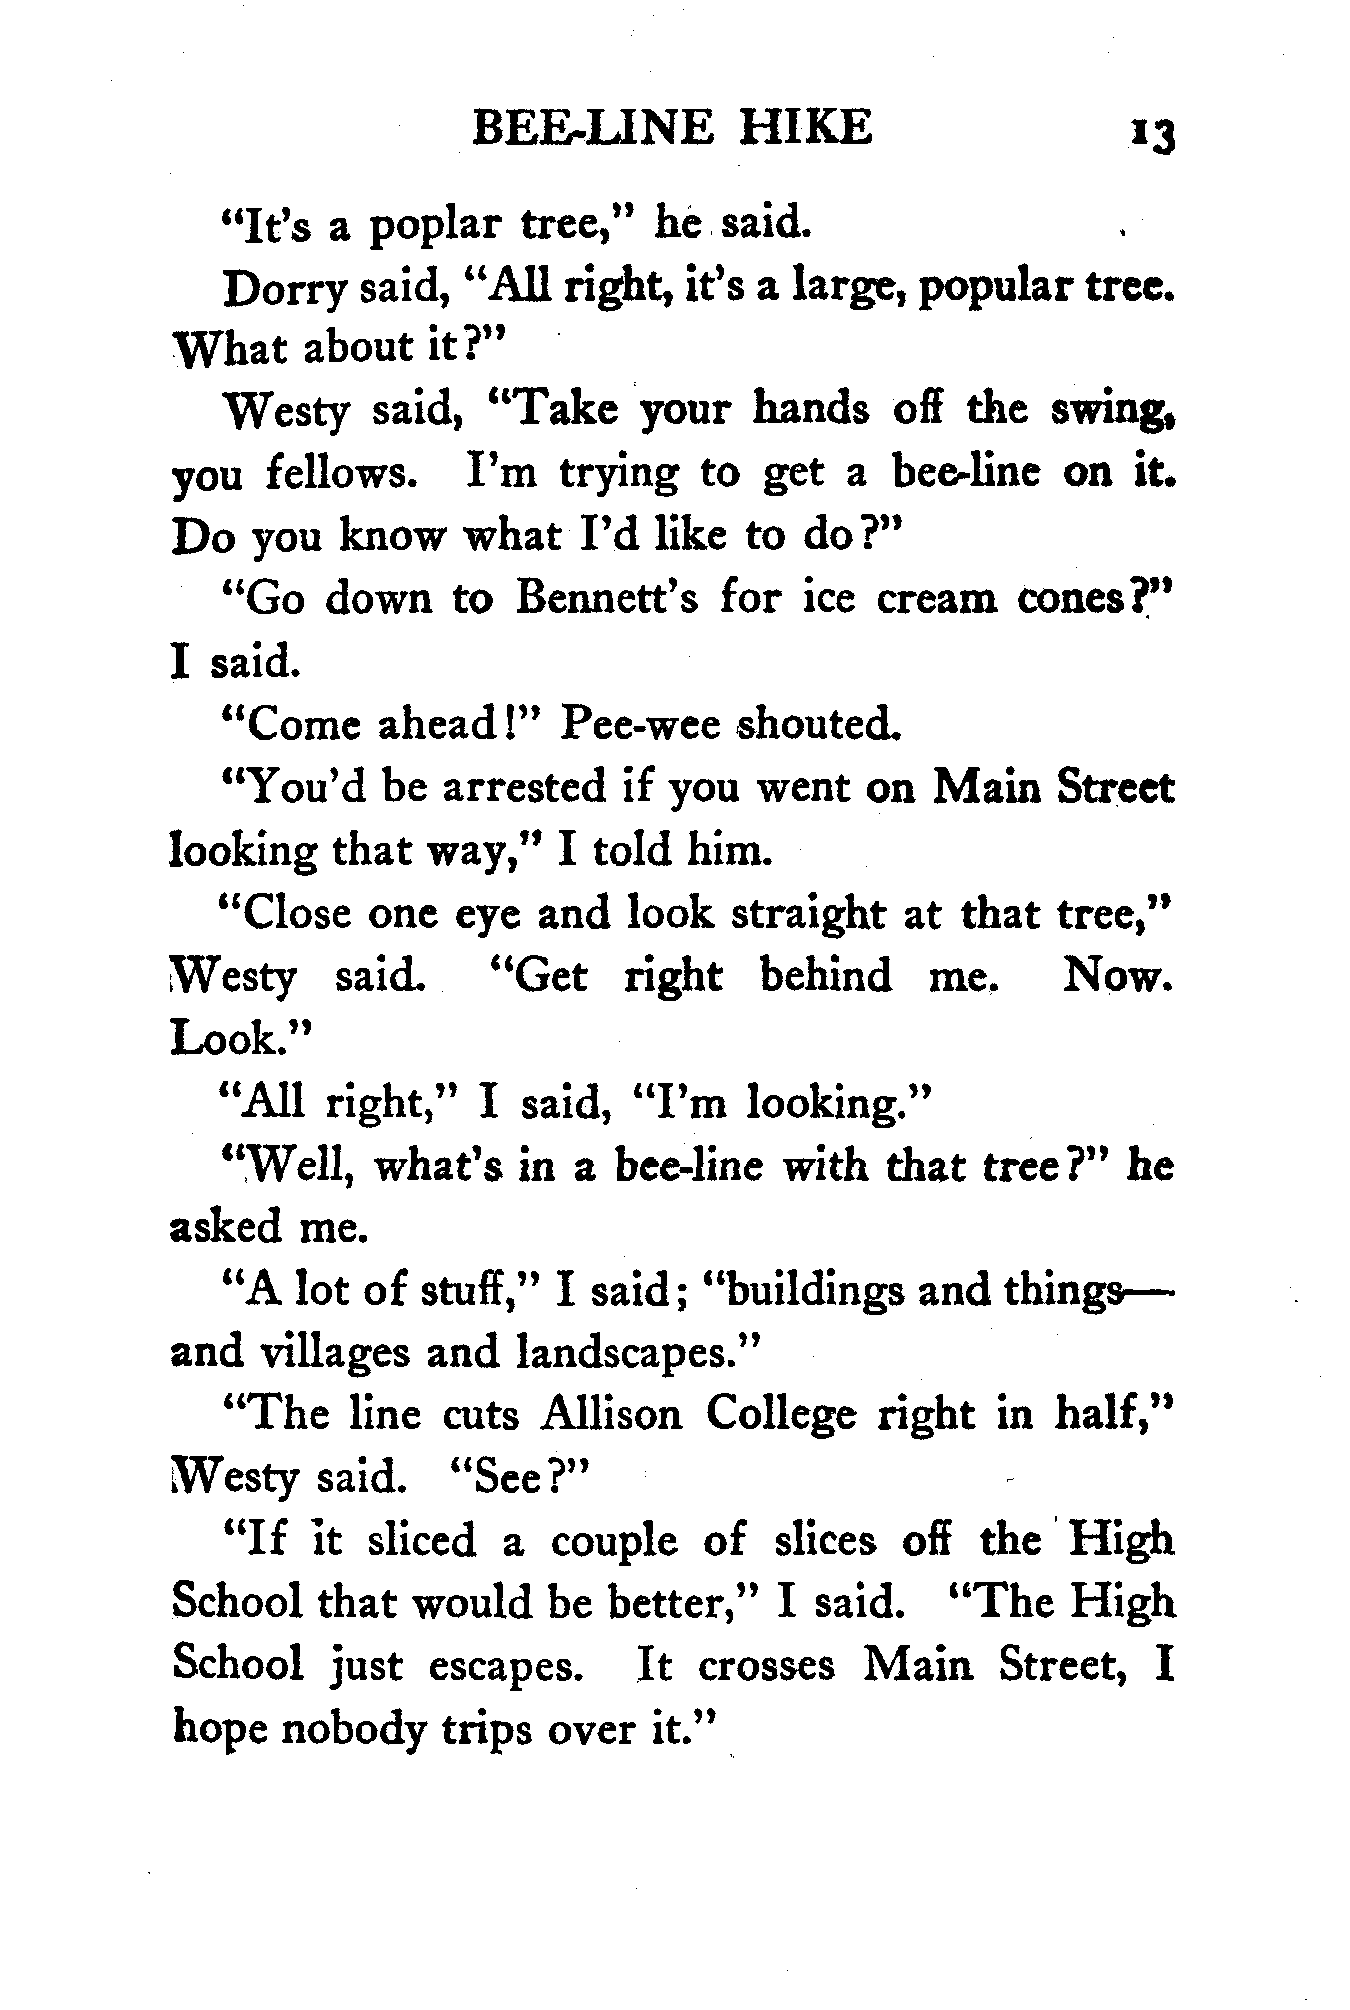 BEE-LINE HIKE 13
“It’s a poplar tree,” he said.
Dorry said, “All right, it’s a large, popular tree.
What about it?”
Westy said, “Take your hands off the swing,
you fellows. I’m trying to get a bee-line on it.
Do you know what I’d like to do?”
“Go down to Bennett’s for ice cream cones?”
I said.
“Come ahead!” Pee-wee shouted.
“You’d be arrested if you went on Main Street
looking that way,” I told him.
“Close one eye and look straight at that tree,”
Westy said. “Get right behind me. Now.
Look.”
“All right,” I said, “I’m looking.”
“Well, what’s in a bee-line with that tree?” he
asked me.
“A lot of stuff,” I said; “buildings and things—
and villages and landscapes.”
“The line cuts Allison College right in half,”
Westy said. “See?”
“If it sliced a couple of slices off the High
School that would be better,” I said. “The High
School just escapes. It crosses Main Street, I
hope nobody trips over it.”